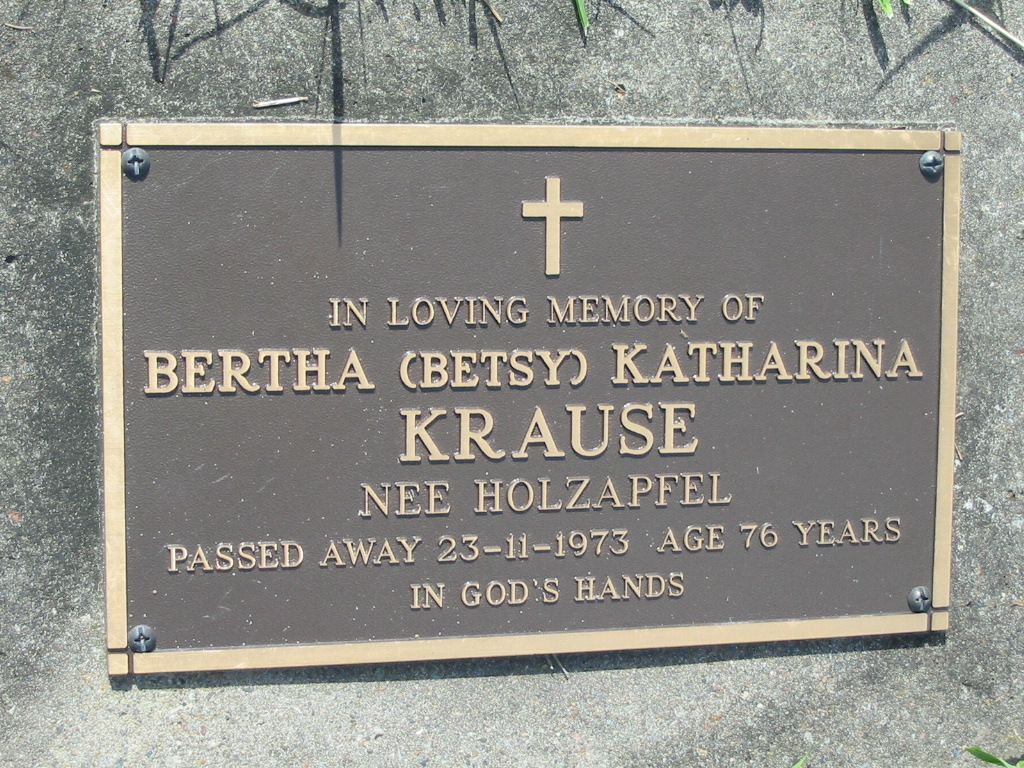 IN LOVING MEMORY OF
BERTHA (BETSY) KATHARINA
KRAUSE
NEE HOLZAPFEL
PASSED AWAY 23-11-1973 AGE 76 YEARS
IN GOD'S HANDS